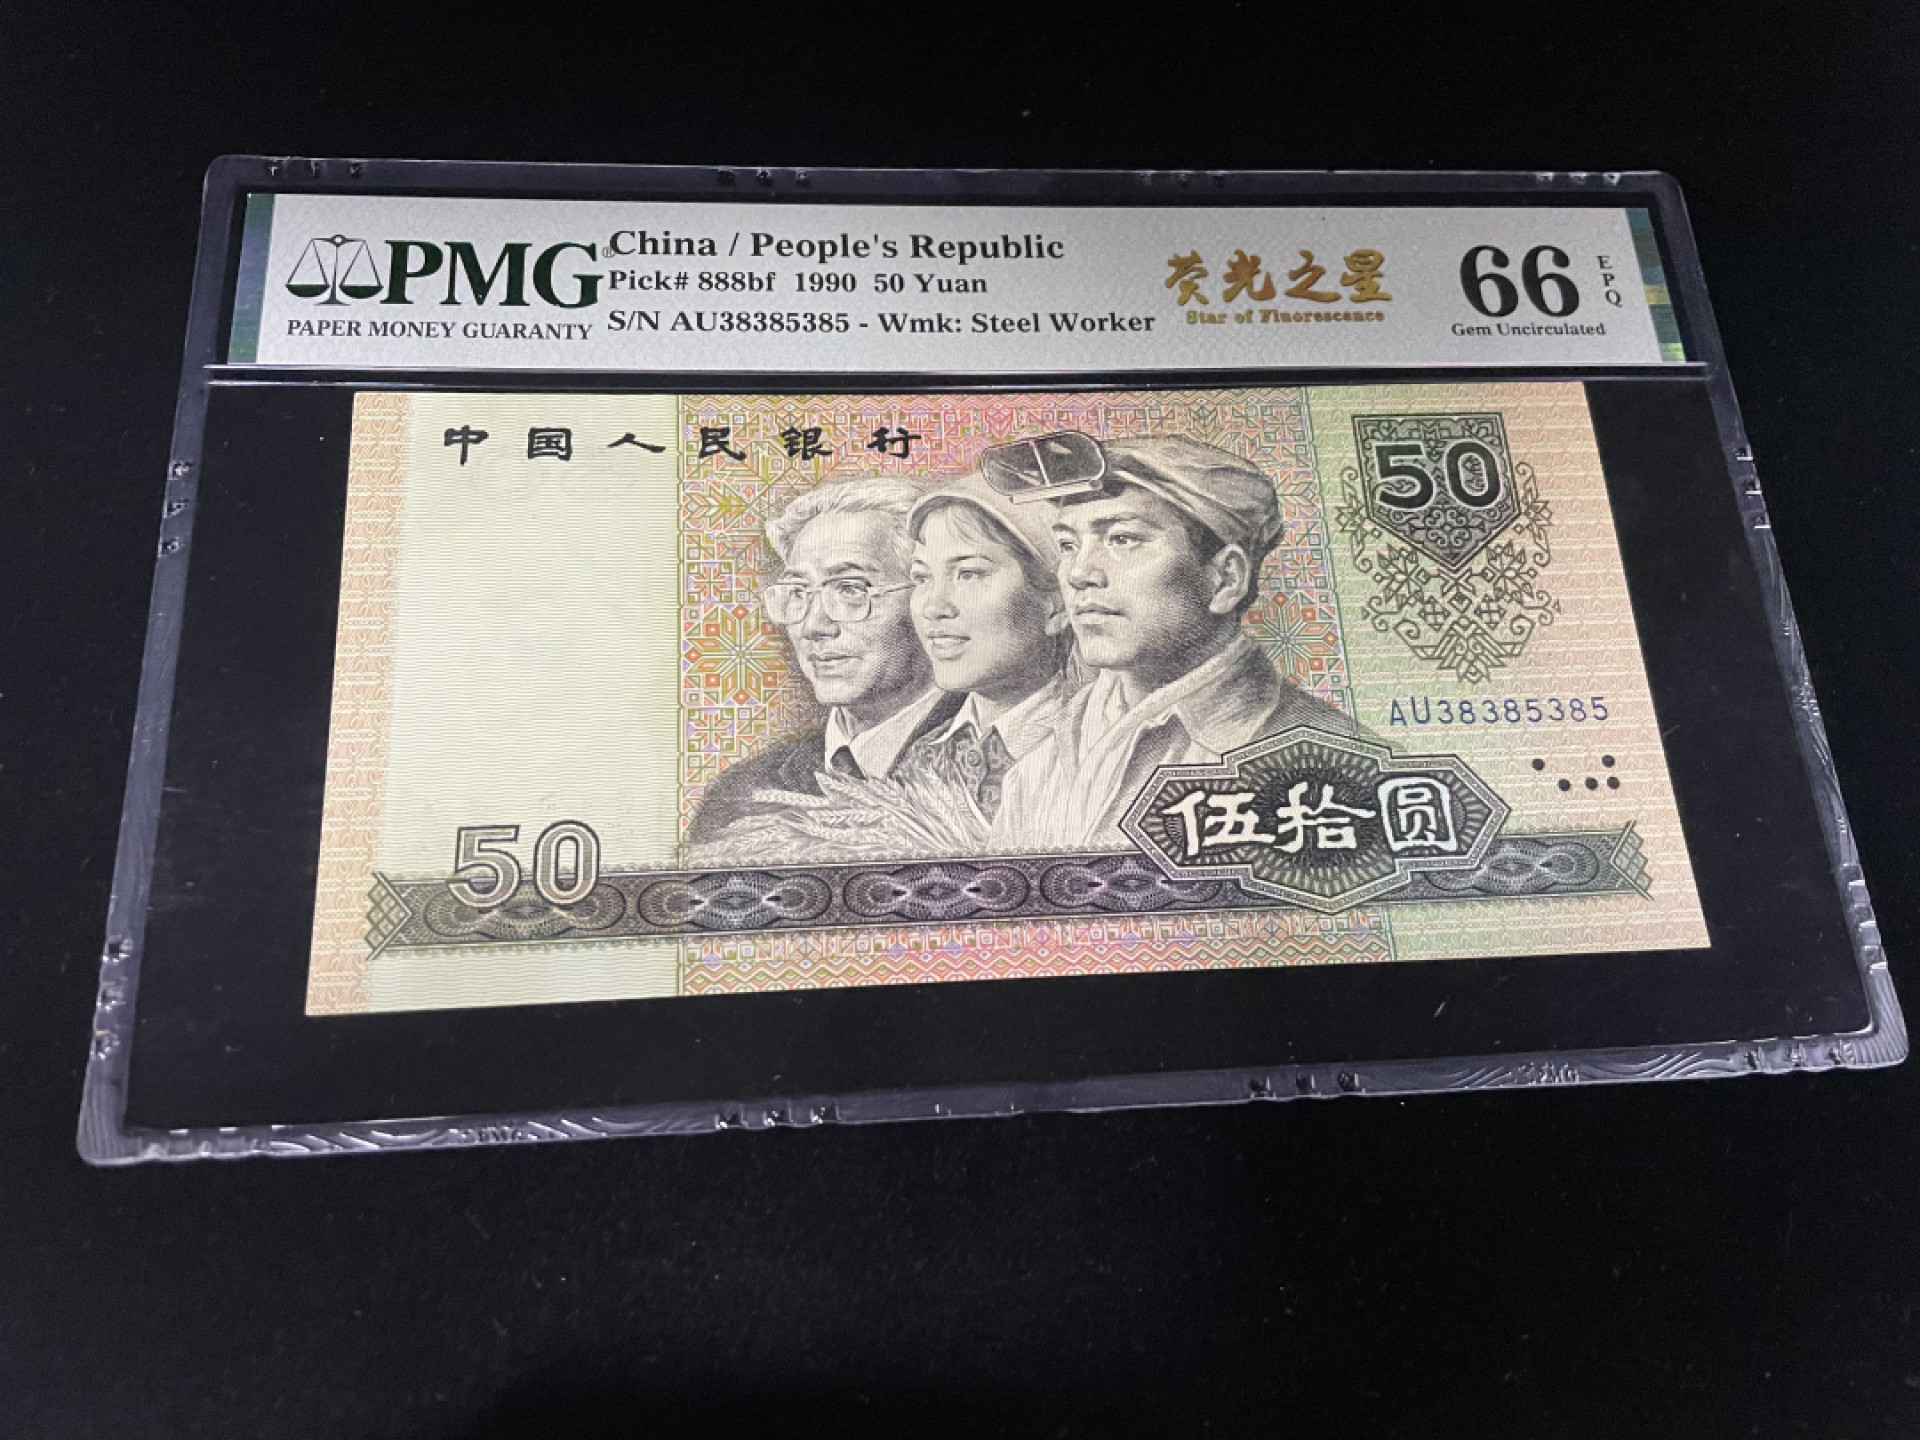 PMG®
PAPER MONEY GUARANTY
China / People's Republic
Pick# 888bf 1990 50 Yuan
S/N AU38385385 - Wmk: Steel Worker
荧光之星
Star of Fluorescence
66
EPQ
Gem Uncirculated
中国人民银行
50
AU38385385
伍拾圆
50